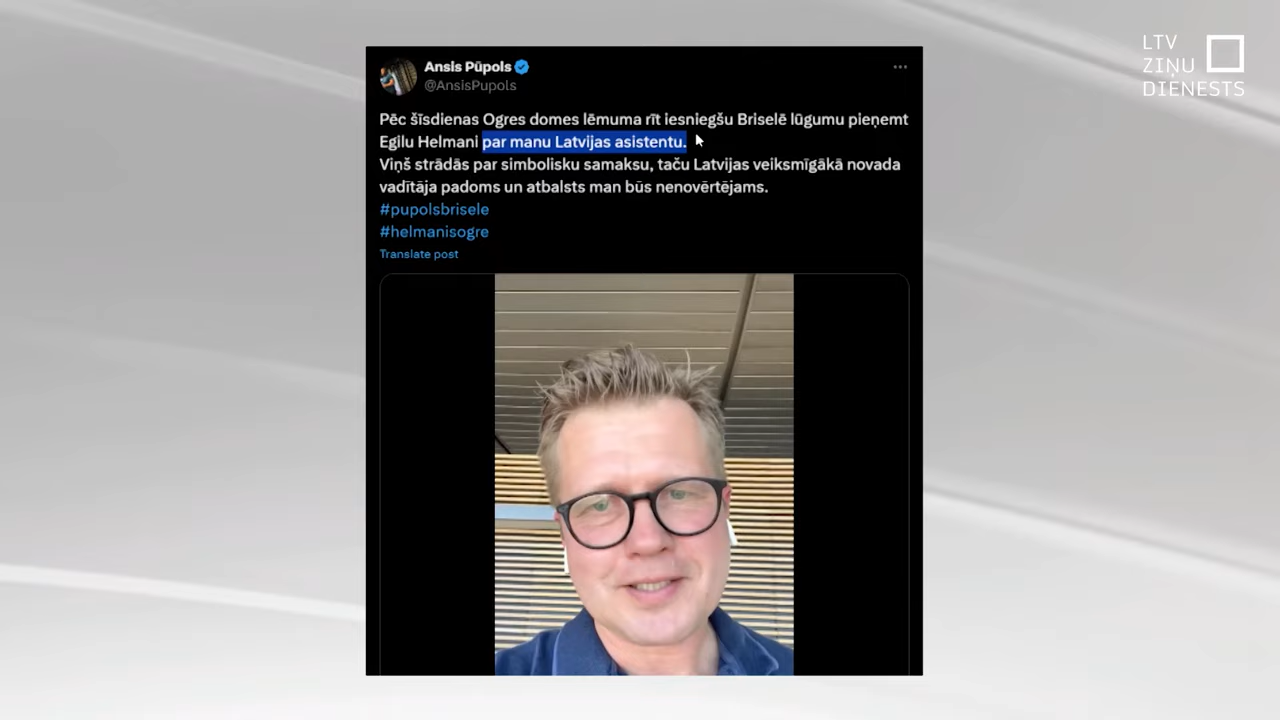 LTV
ZIŅU
DIENESTS
Ansis Pūpols
@AnsisPupols
Pēc šīsdienas Ogres domes lēmuma rīt iesniegšu Briselē lūgumu pieņemt
Egilu Helmani par manu Latvijas asistentu.
Viņš strādās par simbolisku samaksu, taču Latvijas veiksmīgākā novada
vadītāja padoms un atbalsts man būs nenovērtējams.
#pupolsbrisele
#helmanisogre
Translate post